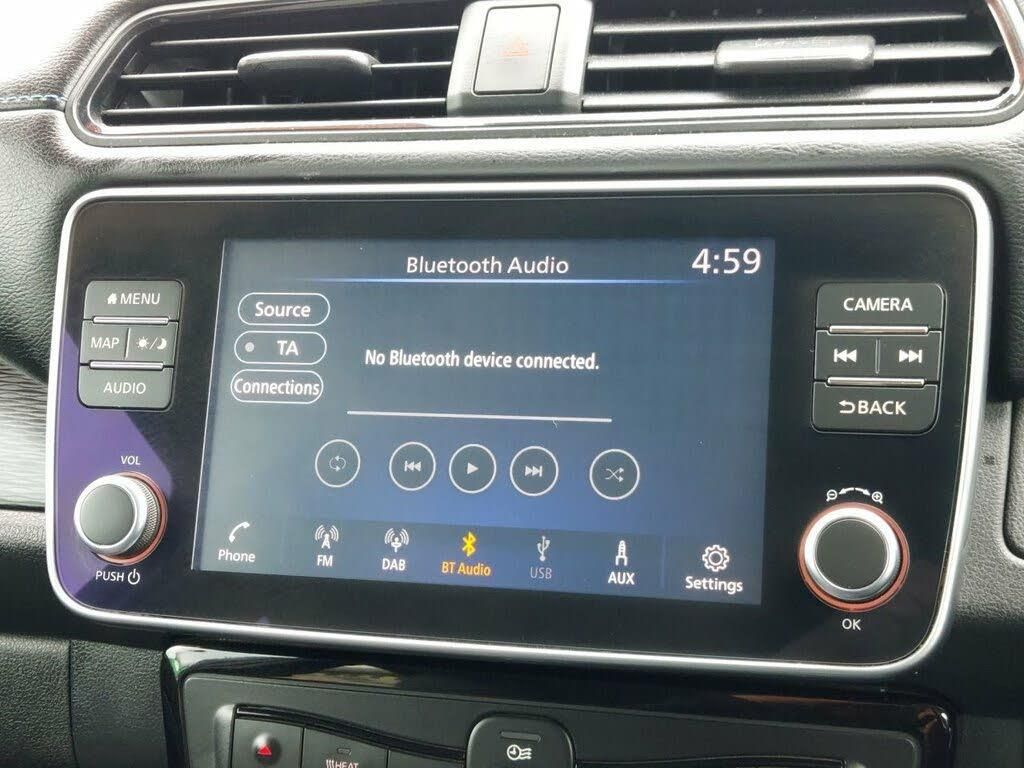 Bluetooth Audio
4:59
MENU
MAP
AUDIO
VOL
PUSH
Source
TA
Connections
No Bluetooth device connected.
Phone
FM
DAB
BT Audio
USB
AUX
Settings
CAMERA
BACK
OK
HEAT